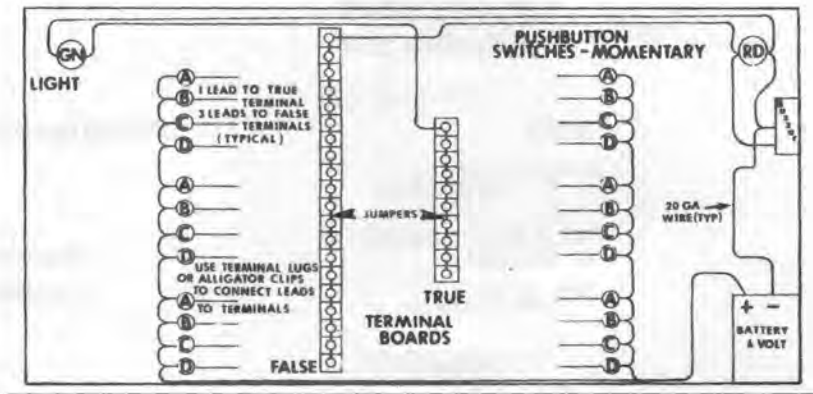 GN
LIGHT
PUSHBUTTON
SWITCHES - MOMENTARY
RD
A
1 LEAD TO TRUE
B
TERMINAL
3 LEADS TO FALSE
C
TERMINALS
D
(TYPICAL)
A
B
C
D
USE TERMINAL LUGS
OR ALLIGATOR CLIPS
TO CONNECT LEADS
A
TO TERMINALS
B
C
D
FALSE
JUMPERS
TRUE
TERMINAL
BOARDS
A
B
C
D
A
B
C
D
A
B
C
D
20 GA
WIRE(TYP)
+ -
BATTERY
VOLT